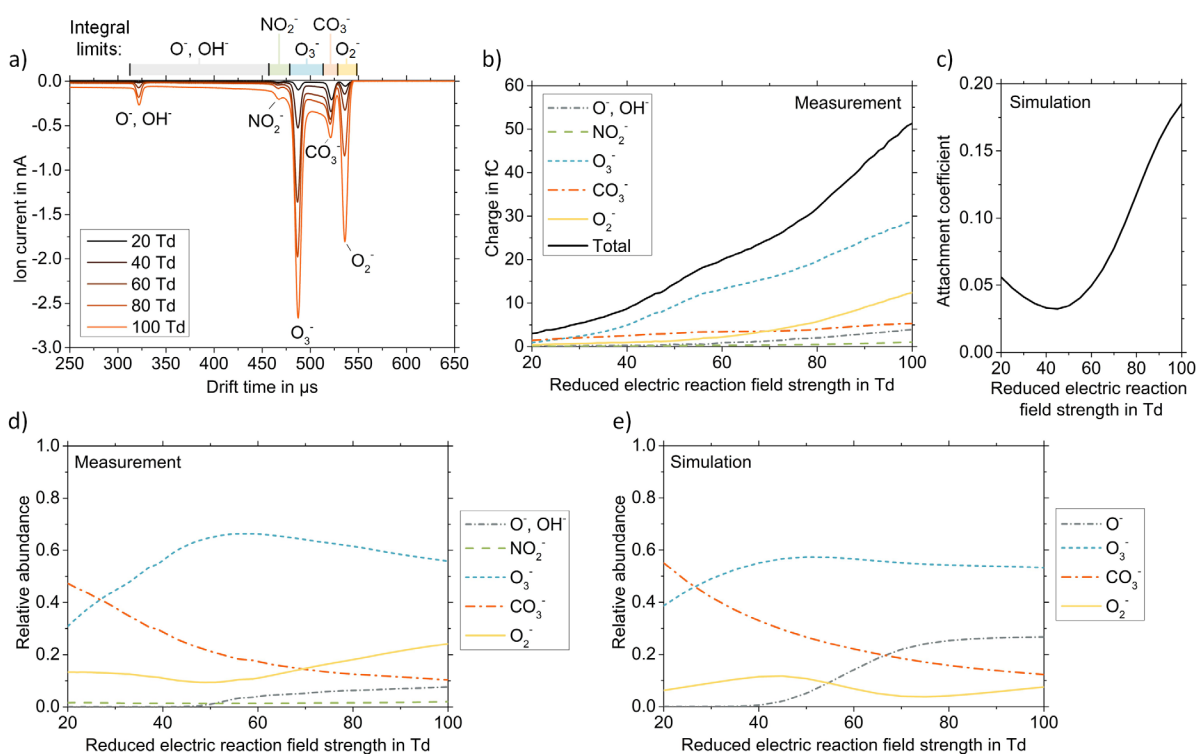 Integral
limits:
O⁻, OH⁻
NO₂⁻
O₃⁻
CO₃⁻
O₂⁻
a)
0.0
-0.5
-1.0
-1.5
-2.0
-2.5
-3.0
Ion current in nA
O⁻, OH⁻
NO₂⁻
CO₃⁻
O₂⁻
O₃⁻
20 Td
40 Td
60 Td
80 Td
100 Td
250 300 350 400 450 500 550 600 650
Drift time in µs
b)
Measurement
60
50
40
30
20
10
0
Charge in fC
O⁻, OH⁻
NO₂⁻
O₃⁻
CO₃⁻
O₂⁻
Total
20 40 60 80 100
Reduced electric reaction field strength in Td
c)
Simulation
0.20
0.15
0.10
0.05
0.00
Attachment coefficient
20 40 60 80 100
Reduced electric reaction
field strength in Td
d)
Measurement
1.0
0.8
0.6
0.4
0.2
0.0
Relative abundance
20 40 60 80 100
Reduced electric reaction field strength in Td
O⁻, OH⁻
NO₂⁻
O₃⁻
CO₃⁻
O₂⁻
e)
Simulation
1.0
0.8
0.6
0.4
0.2
0.0
Relative abundance
20 40 60 80 100
Reduced electric reaction field strength in Td
O⁻
O₃⁻
CO₃⁻
O₂⁻